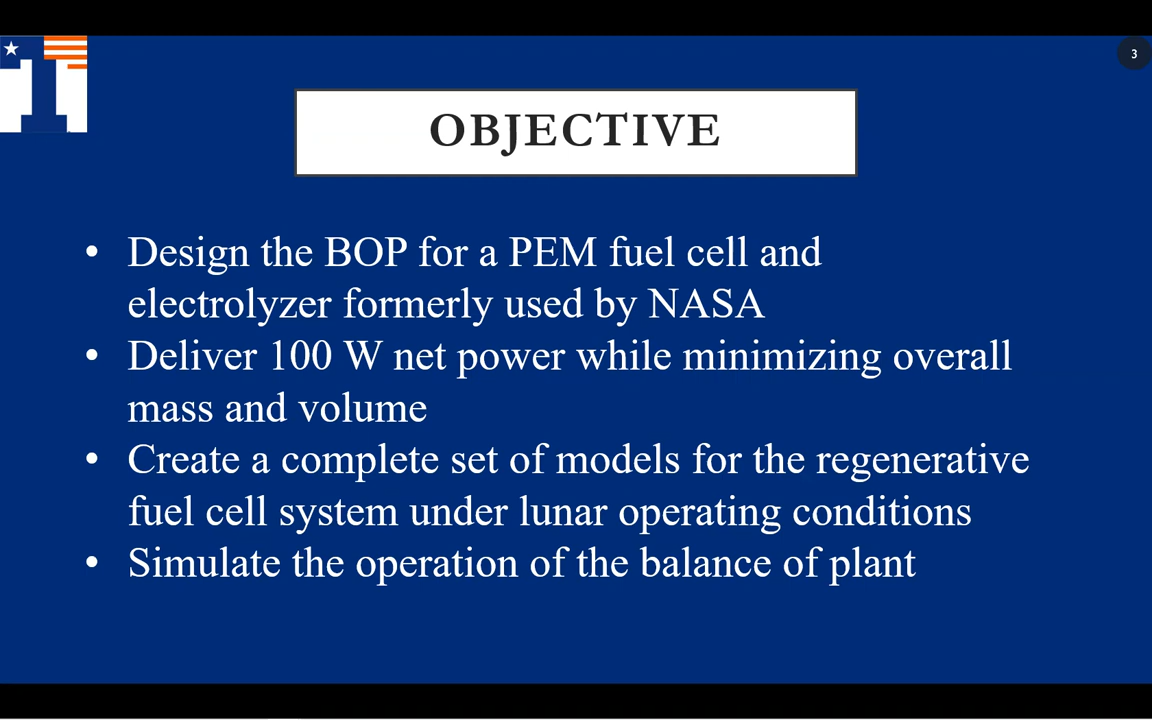 3
OBJECTIVE
• Design the BOP for a PEM fuel cell and
electrolyzer formerly used by NASA
• Deliver 100 W net power while minimizing overall
mass and volume
• Create a complete set of models for the regenerative
fuel cell system under lunar operating conditions
• Simulate the operation of the balance of plant